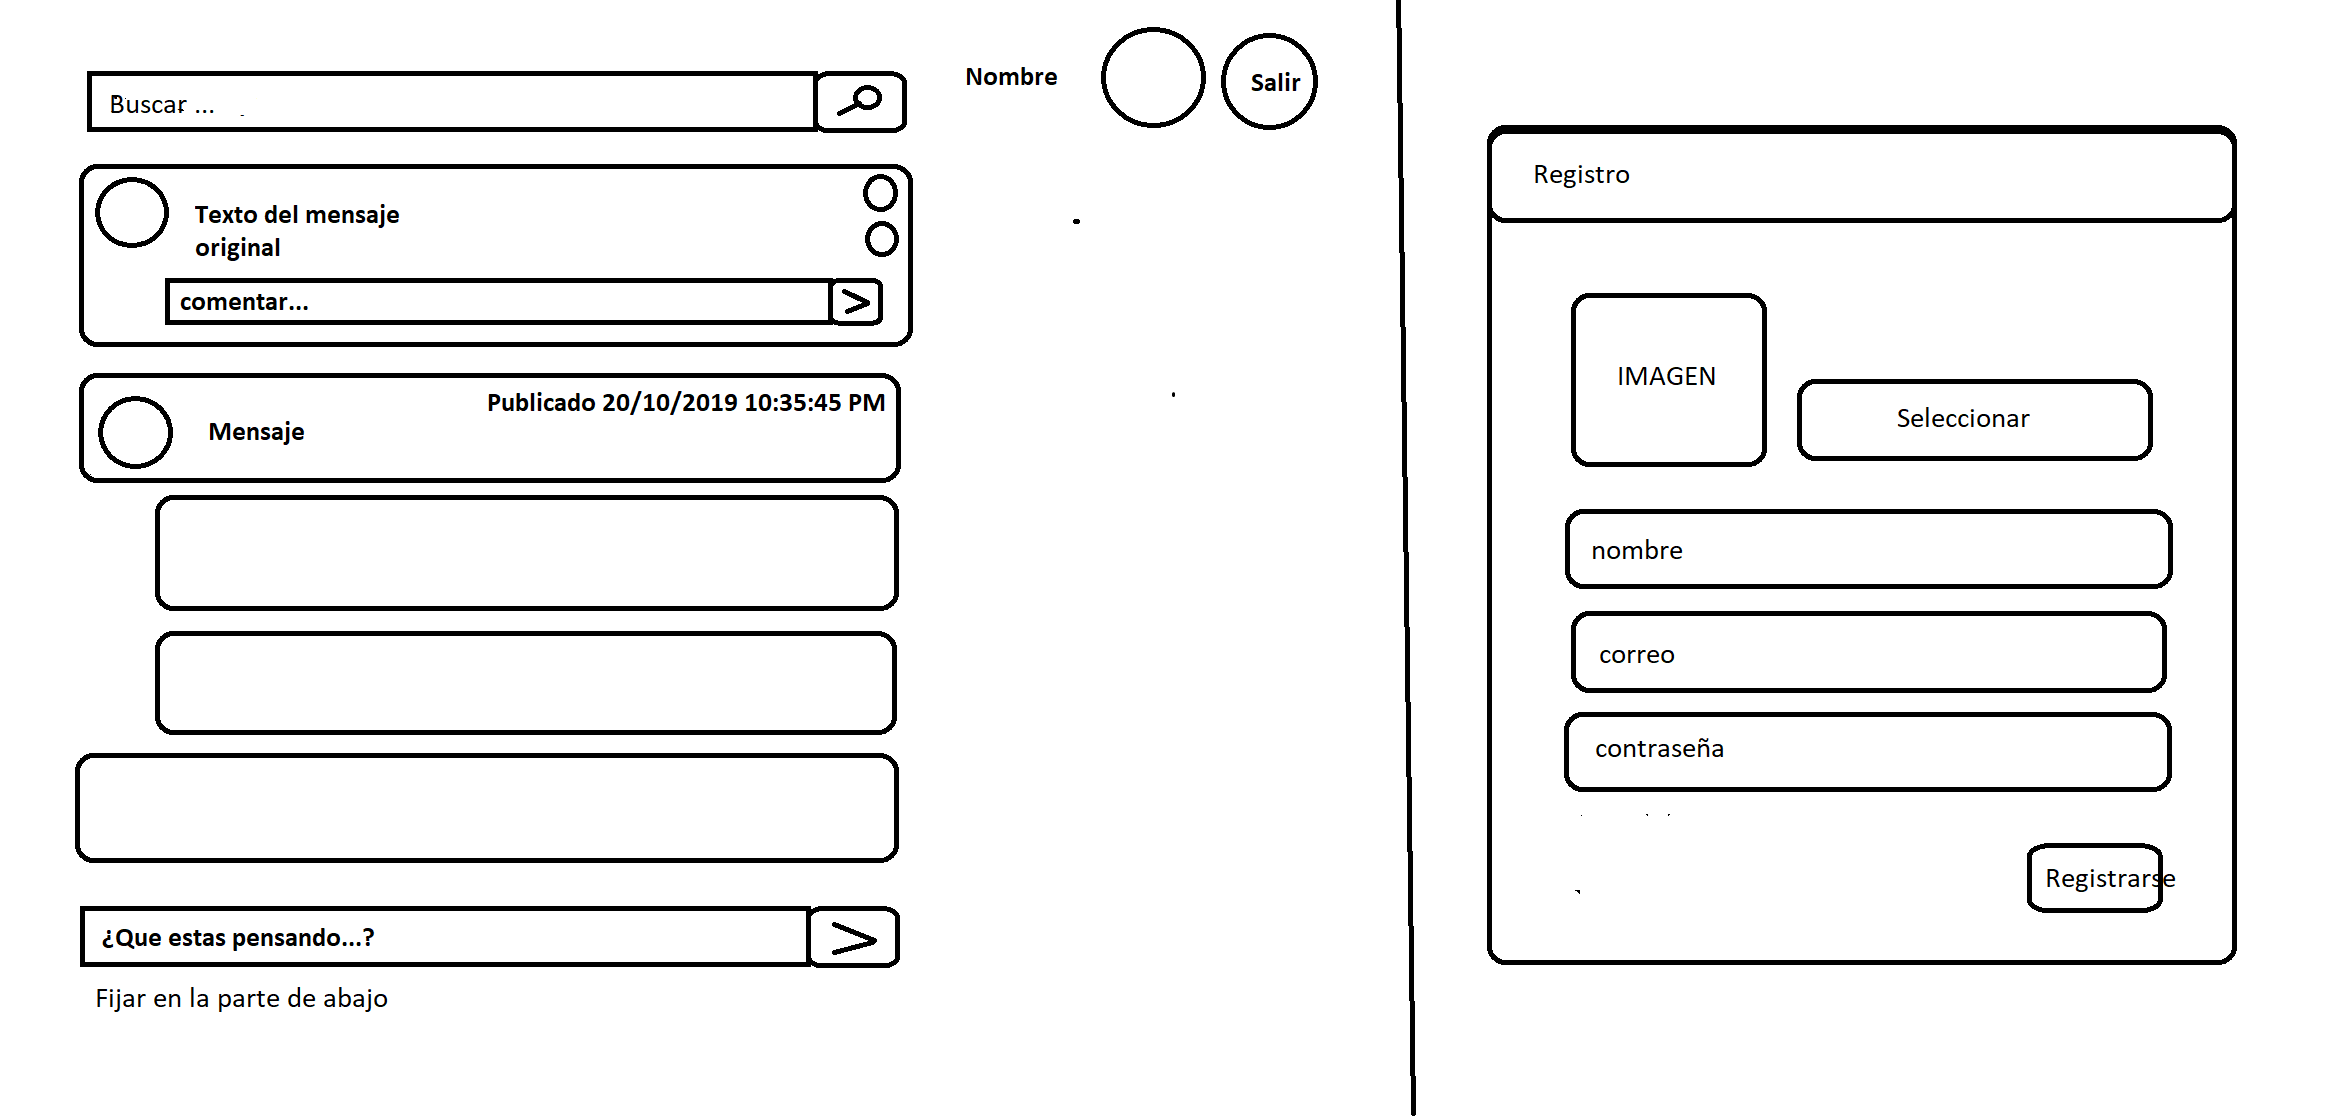 Buscar ...
Nombre
Salir
Texto del mensaje
original
comentar...
Publicado 20/10/2019 10:35:45 PM
Mensaje
¿Que estas pensando...?
Fijar en la parte de abajo
Registro
IMAGEN
Seleccionar
nombre
correo
contraseña
Registrarse